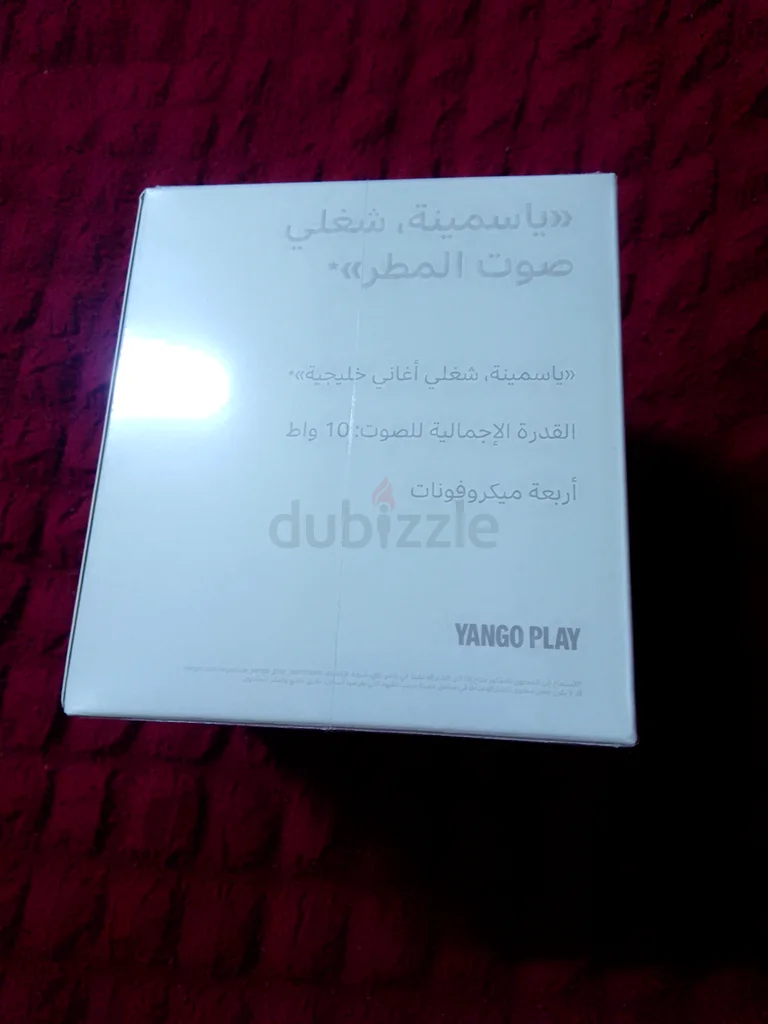 «ياسمينة، شغلي
صوت المطر»*
«ياسمينة، شغلي أغاني خليجية»*
القدرة الإجمالية للصوت: 10 واط
أربعة ميكروفونات
dubizzle
YANGO PLAY